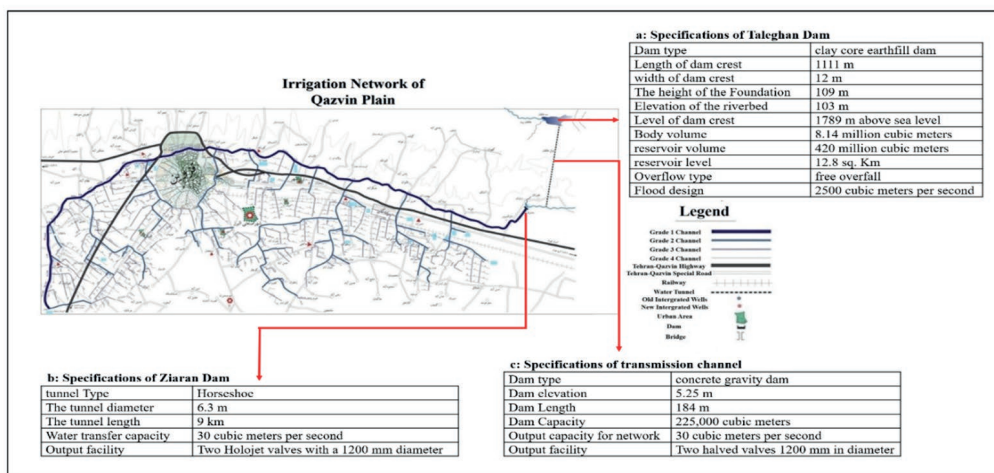 a: Specifications of Taleghan Dam
Dam type clay core earthfill dam
Length of dam crest 1111 m
width of dam crest 12 m
The height of the Foundation 109 m
Elevation of the riverbed 103 m
Level of dam crest 1789 m above sea level
Body volume 8.14 million cubic meters
reservoir volume 420 million cubic meters
reservoir level 12.8 sq. Km
Overflow type free overfall
Flood design 2500 cubic meters per second
Irrigation Network of
Qazvin Plain
Legend
Grade 1 Channel
Grade 2 Channel
Grade 3 Channel
Grade 4 Channel
Tehran-Qazvin Highway
Tehran-Qazvin Special Road
Railway
Water Tunnel
Old Intergrated Wells
New Intergrated Wells
Urban Area
Dam
Bridge
b: Specifications of Ziaran Dam
tunnel Type Horseshoe
The tunnel diameter 6.3 m
The tunnel length 9 km
Water transfer capacity 30 cubic meters per second
Output facility Two Holojet valves with a 1200 mm diameter
c: Specifications of transmission channel
Dam type concrete gravity dam
Dam elevation 5.25 m
Dam Length 184 m
Dam Capacity 225,000 cubic meters
Output capacity for network 30 cubic meters per second
Output facility Two halved valves 1200 mm in diameter